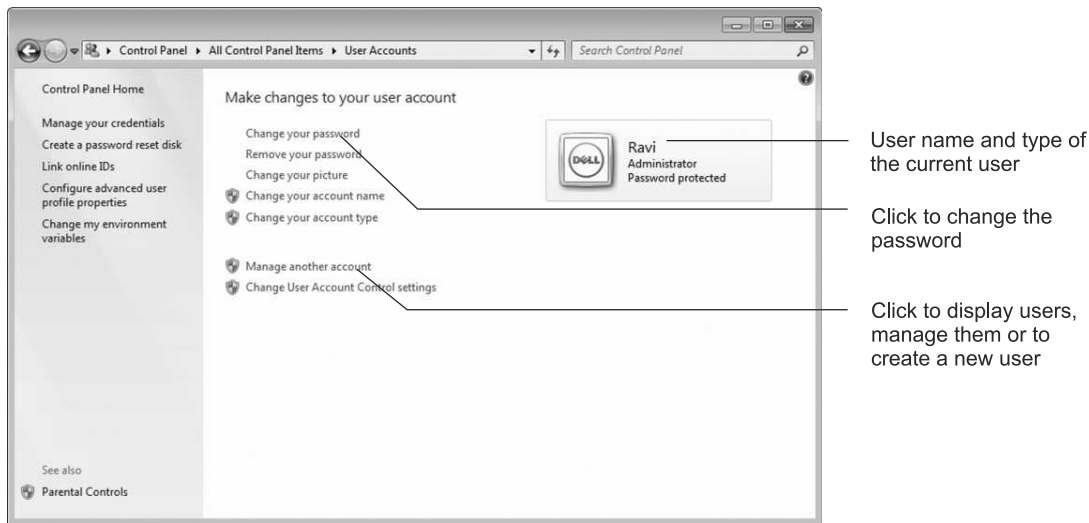 Control Panel ▸ All Control Panel Items ▸ User Accounts
Search Control Panel
Control Panel Home
Manage your credentials
Create a password reset disk
Link online IDs
Configure advanced user
profile properties
Change my environment
variables
See also
Parental Controls
Make changes to your user account
Change your password
Remove your password
Change your picture
Change your account name
Change your account type
Manage another account
Change User Account Control settings
DELL
Ravi
Administrator
Password protected
User name and type of
the current user
Click to change the
password
Click to display users,
manage them or to
create a new user